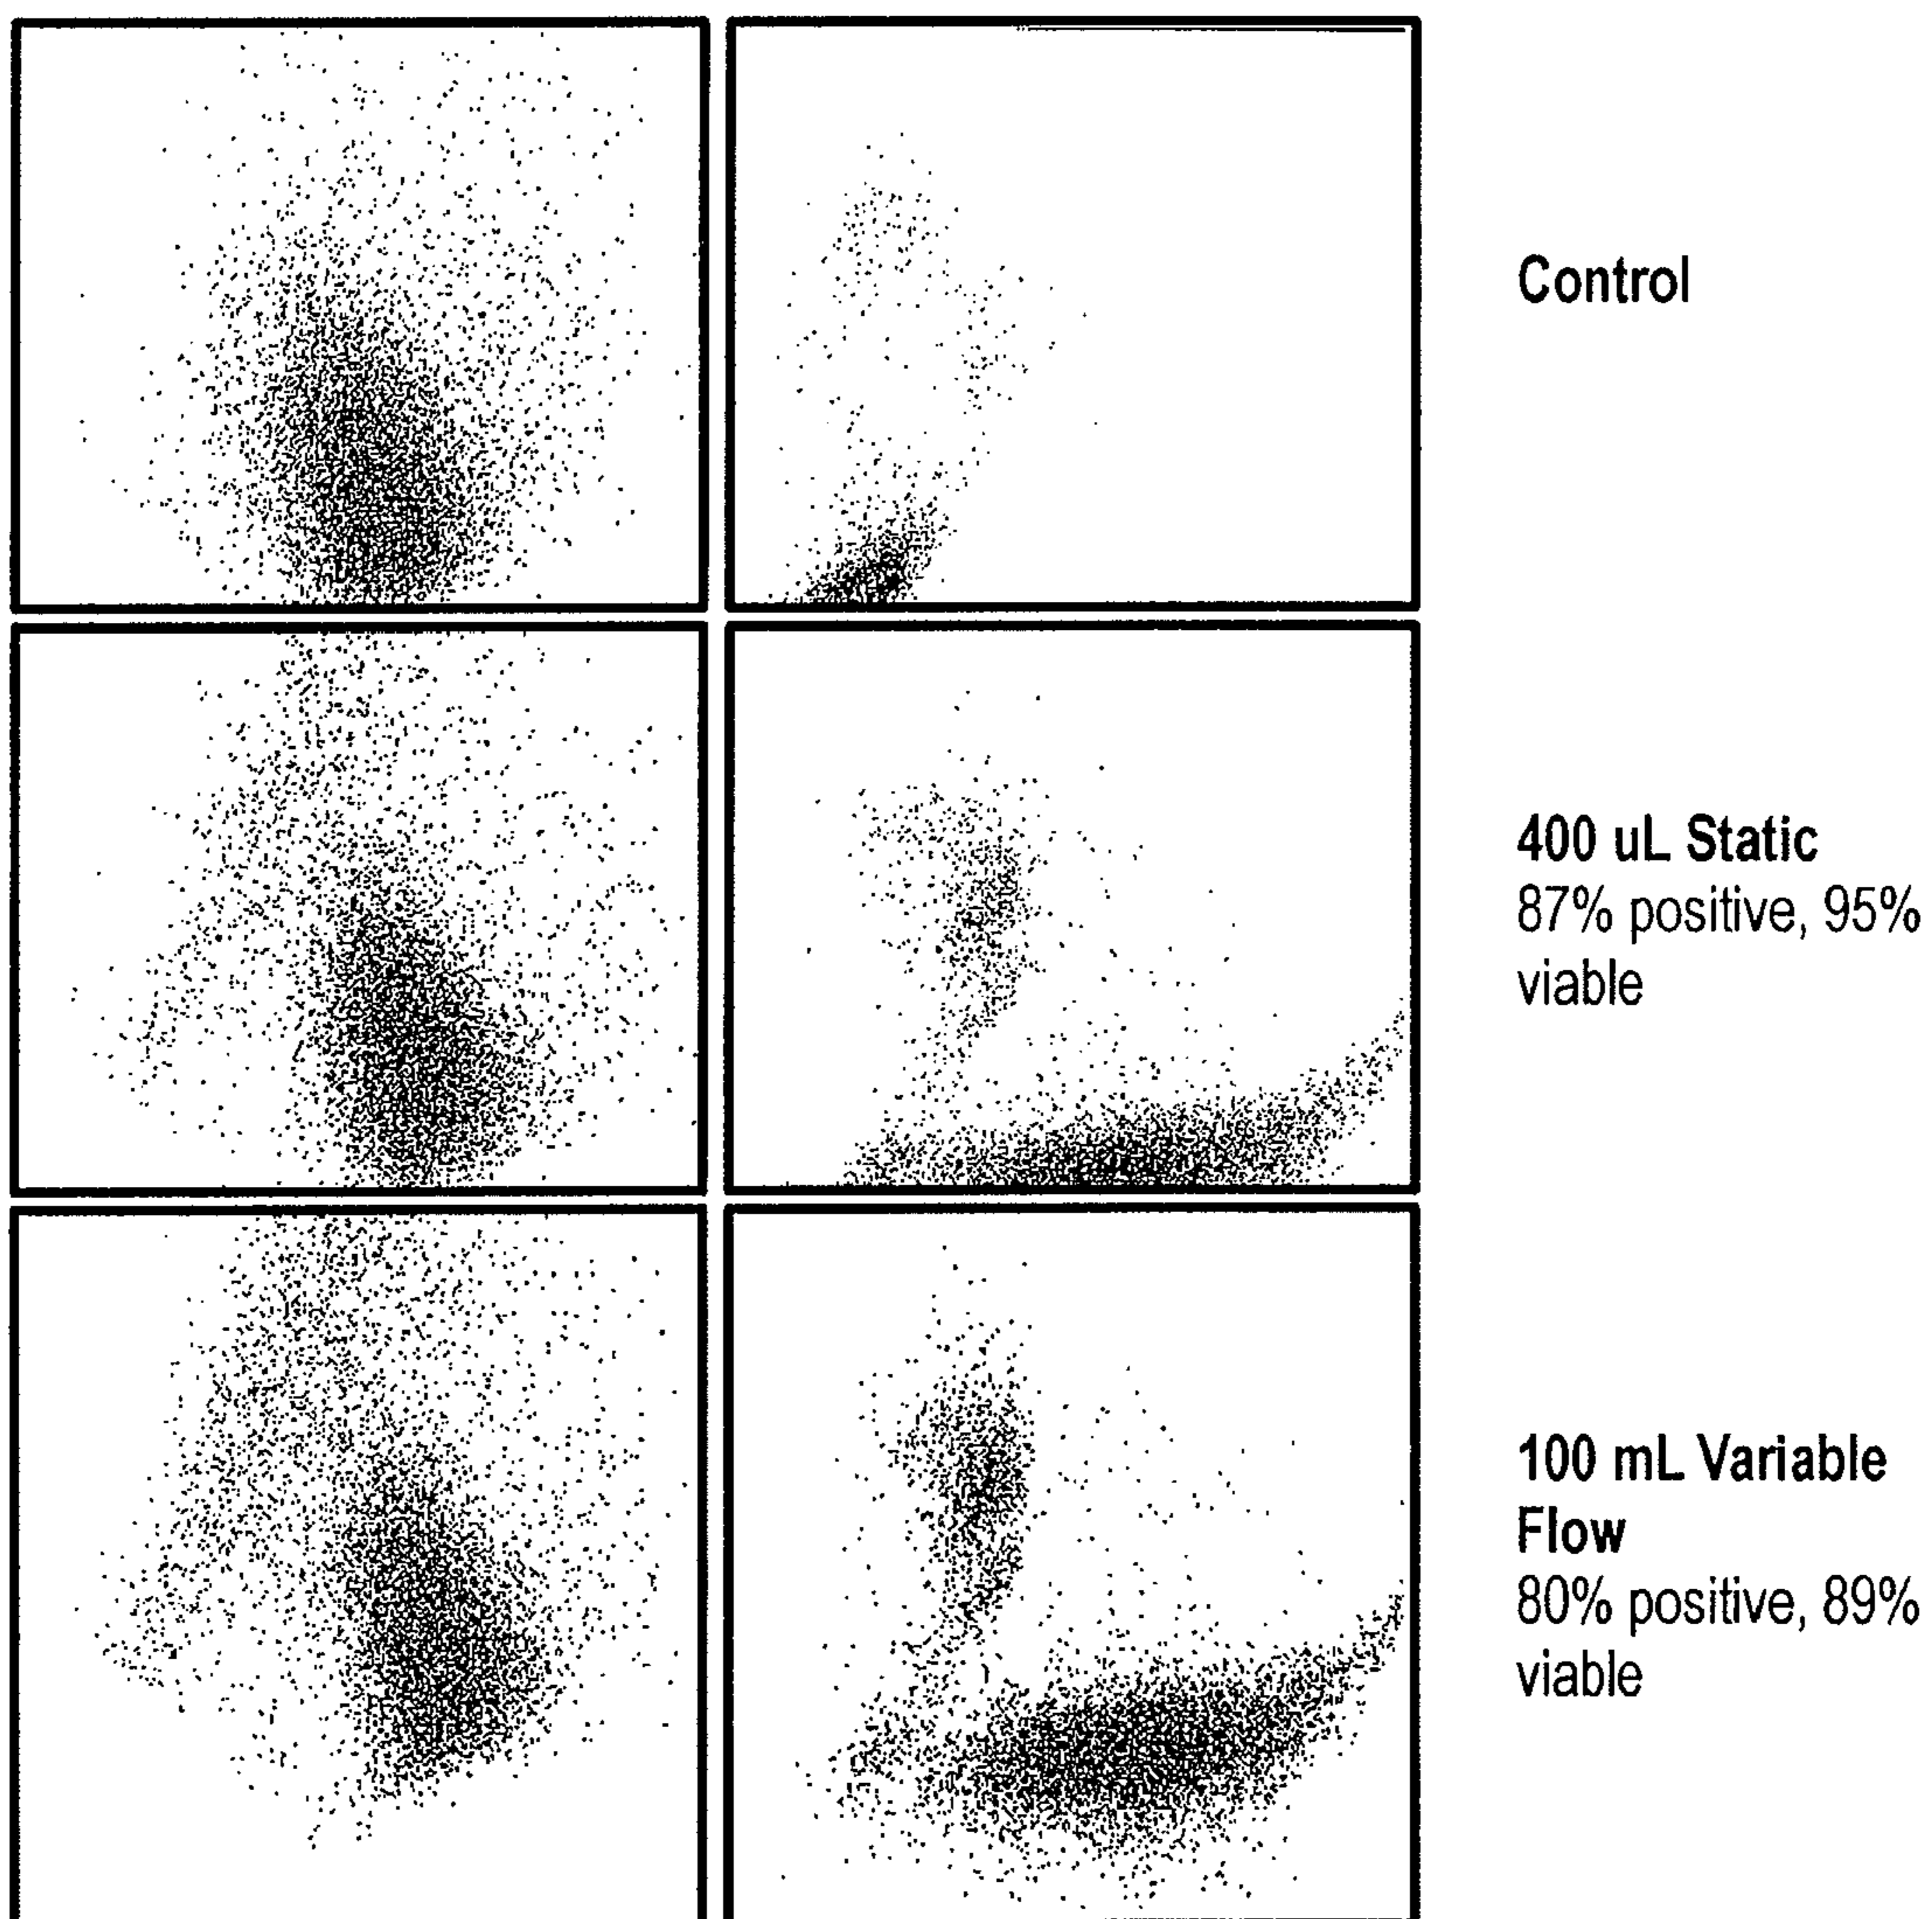 Control
400 uL Static
87% positive, 95%
viable
100 mL Variable
Flow
80% positive, 89%
viable